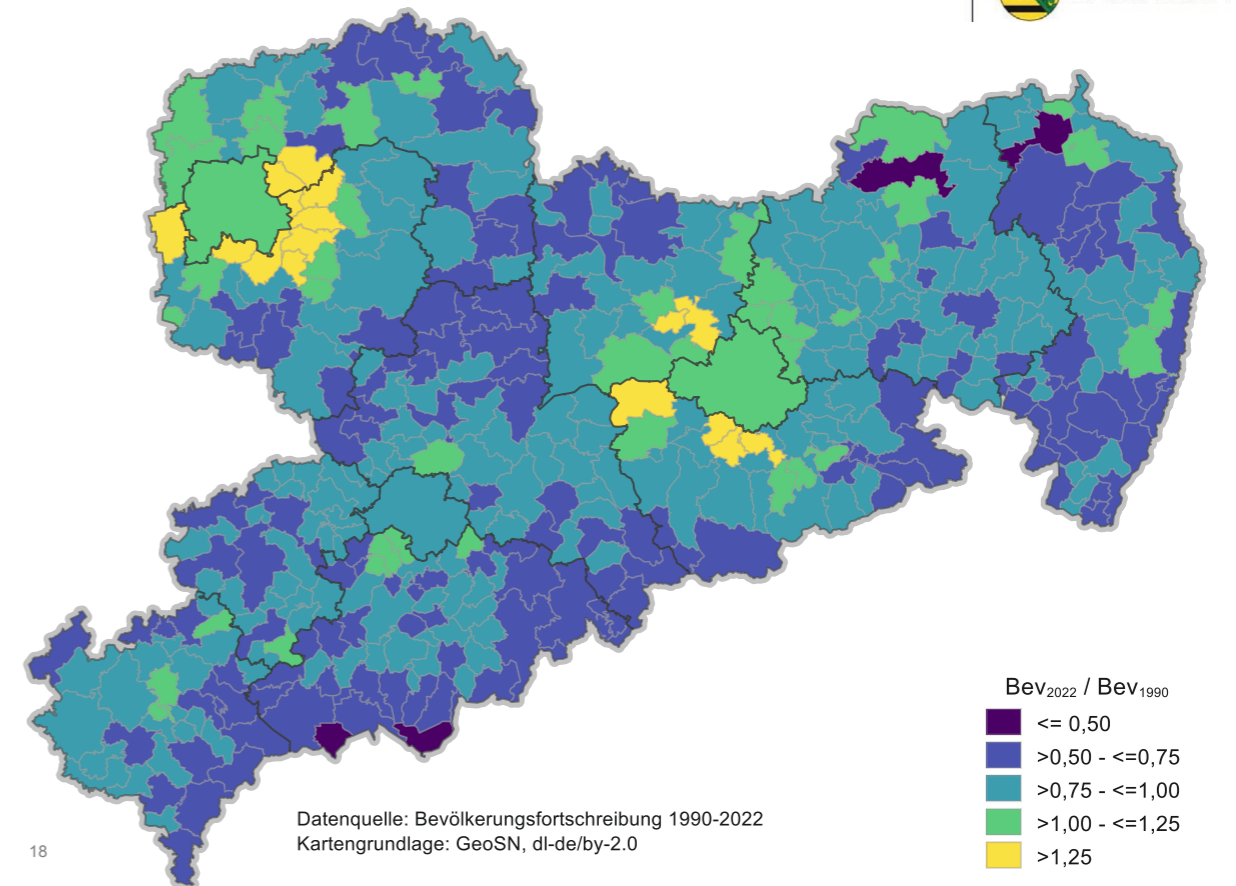 Bev2022 / Bev1990
<= 0,50
>0,50 - <=0,75
>0,75 - <=1,00
>1,00 - <=1,25
>1,25
Datenquelle: Bevölkerungsfortschreibung 1990-2022
Kartengrundlage: GeoSN, dl-de/by-2.0
18